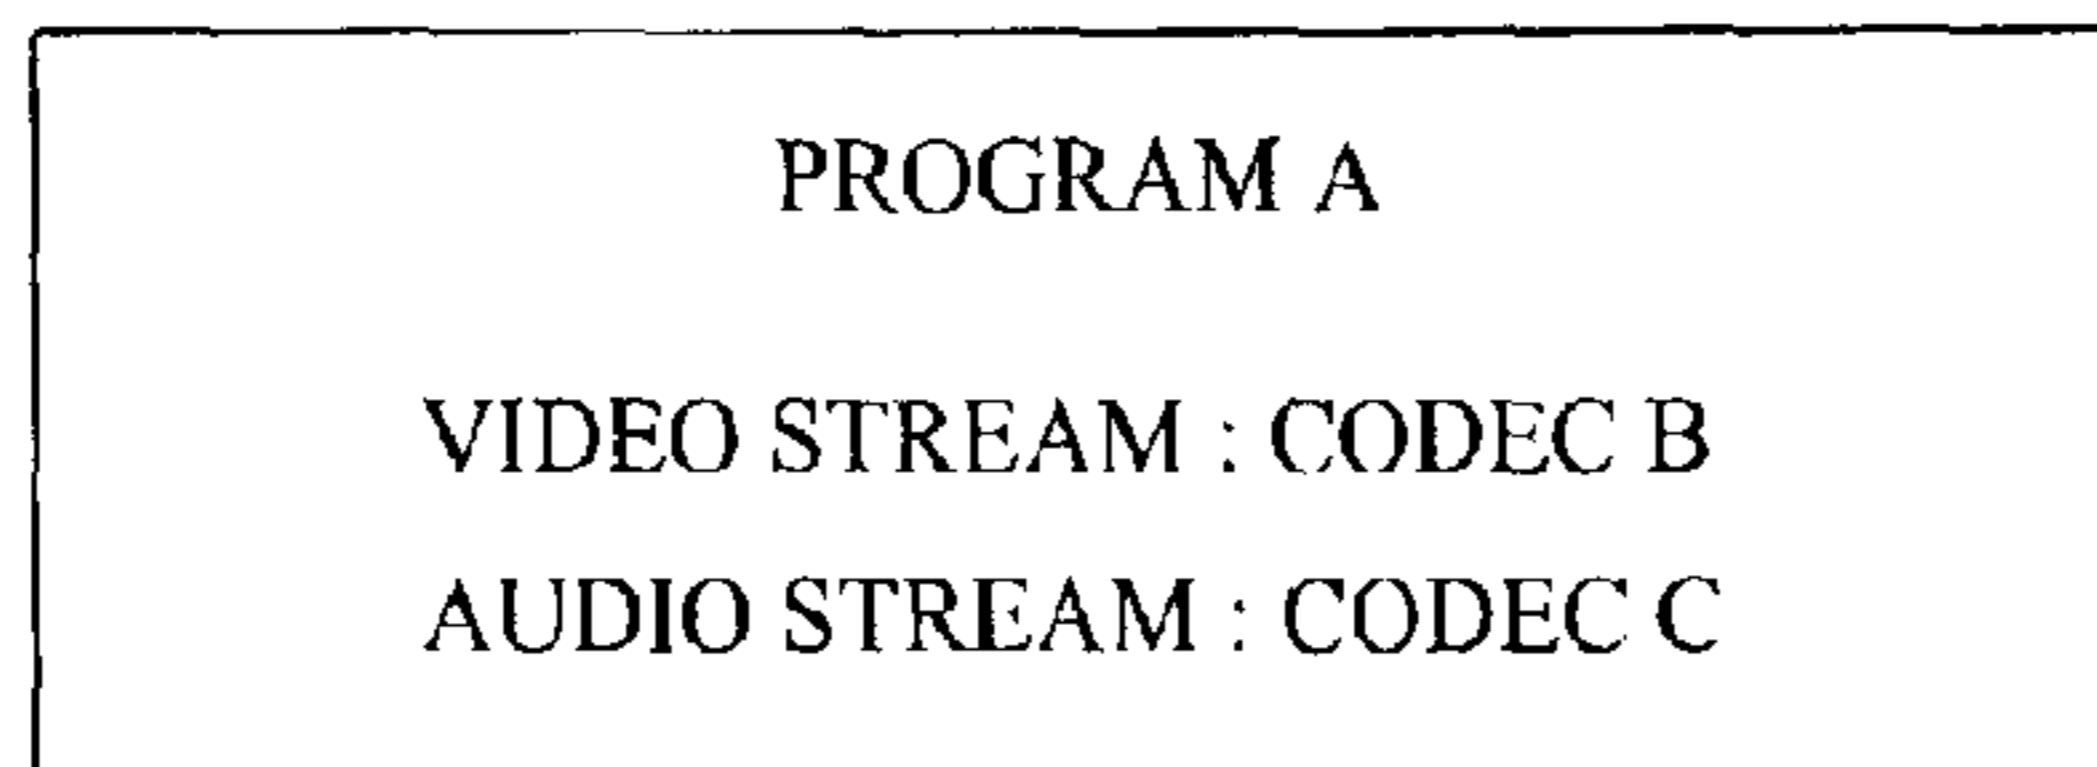 PROGRAM A
VIDEO STREAM : CODEC B
AUDIO STREAM : CODEC C